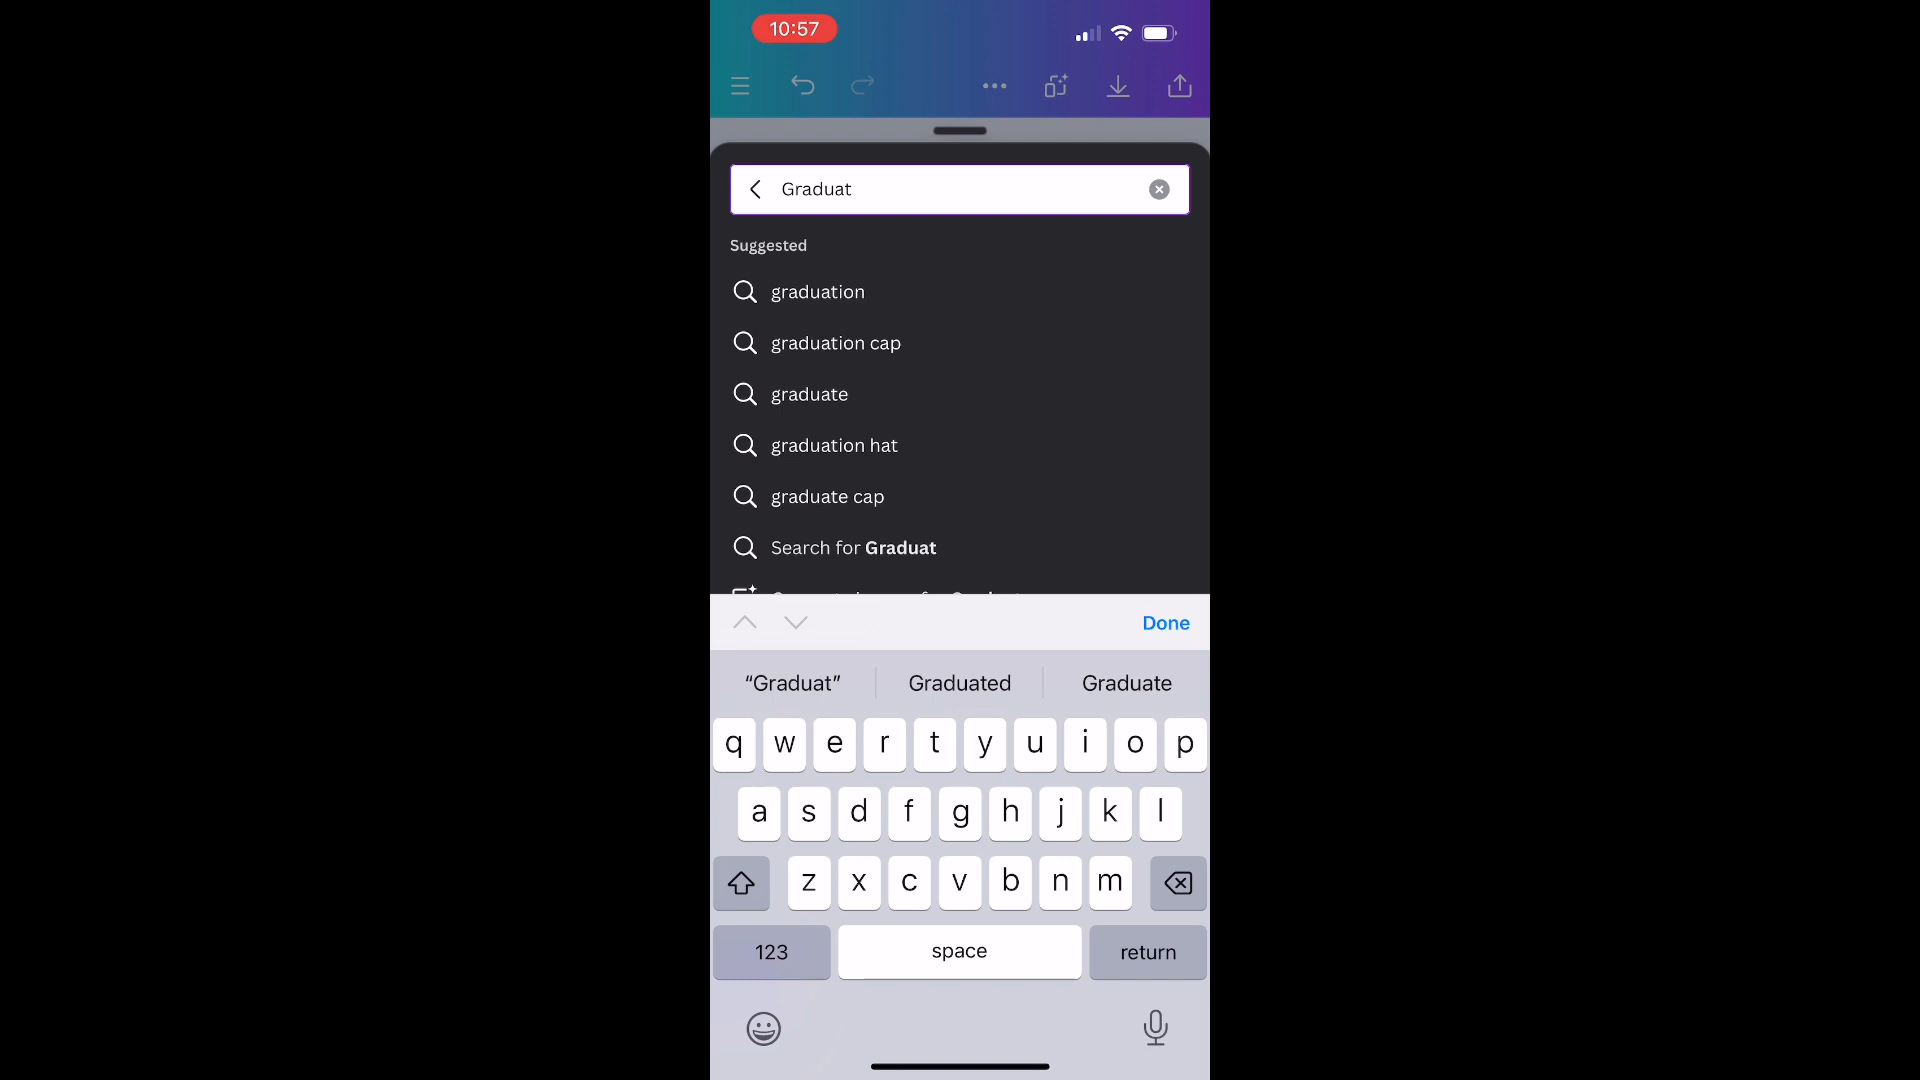 10:57
Graduat
Suggested
graduation
graduation cap
graduate
graduation hat
graduate cap
Search for Graduat
Done
“Graduat” Graduated Graduate
q w e r t y u i o p
a s d f g h j k l
z x c v b n m
123 space return